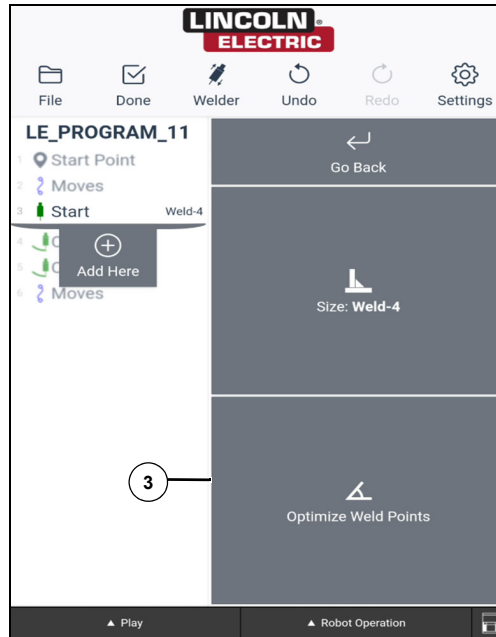 LINCOLN ®
ELECTRIC
File Done Welder Undo Redo Settings
LE_PROGRAM_11
1 Start Point
2 Moves
3 Start Weld-4
4 C
5 C
Add Here
6 Moves
Go Back
Size: Weld-4
3
Optimize Weld Points
Play Robot Operation